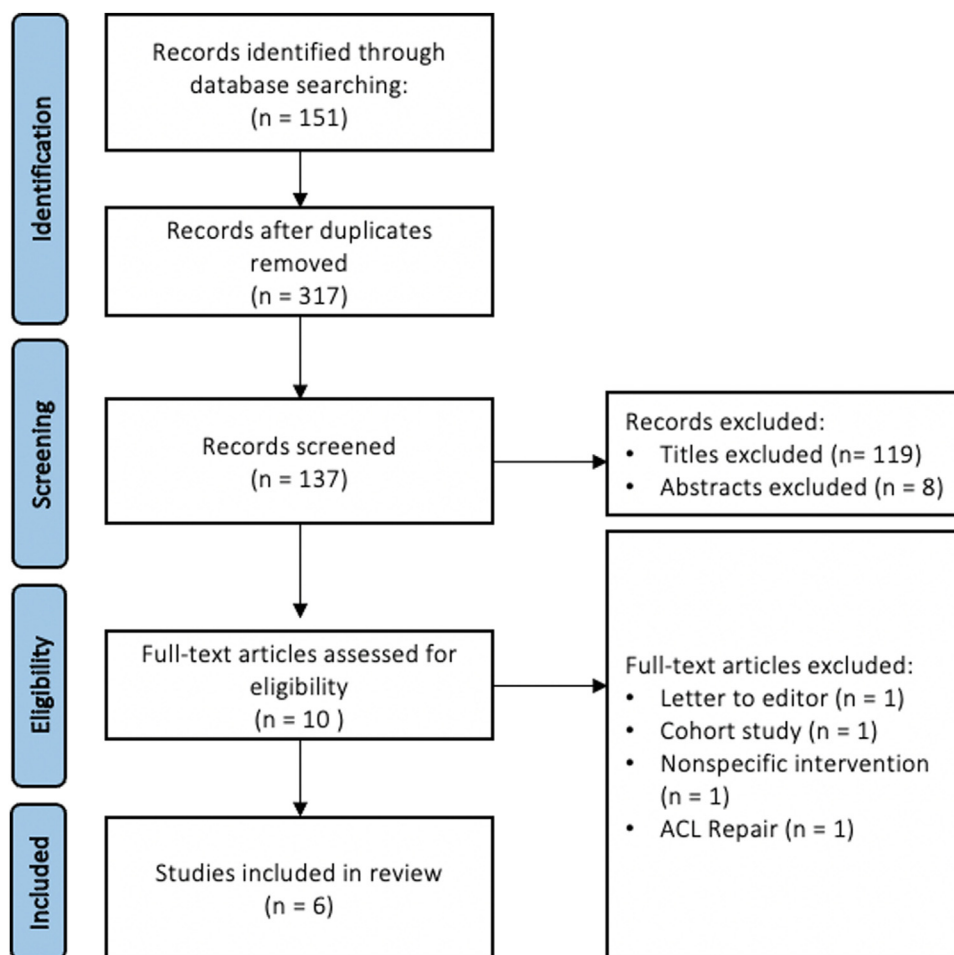 Identification
Records identified through
database searching:
(n = 151)
Records after duplicates
removed
(n = 317)
Screening
Records screened
(n = 137)
Records excluded:
• Titles excluded (n= 119)
• Abstracts excluded (n = 8)
Eligibility
Full-text articles assessed for
eligibility
(n = 10 )
Full-text articles excluded:
• Letter to editor (n = 1)
• Cohort study (n = 1)
• Nonspecific intervention
(n = 1)
• ACL Repair (n = 1)
Included
Studies included in review
(n = 6)